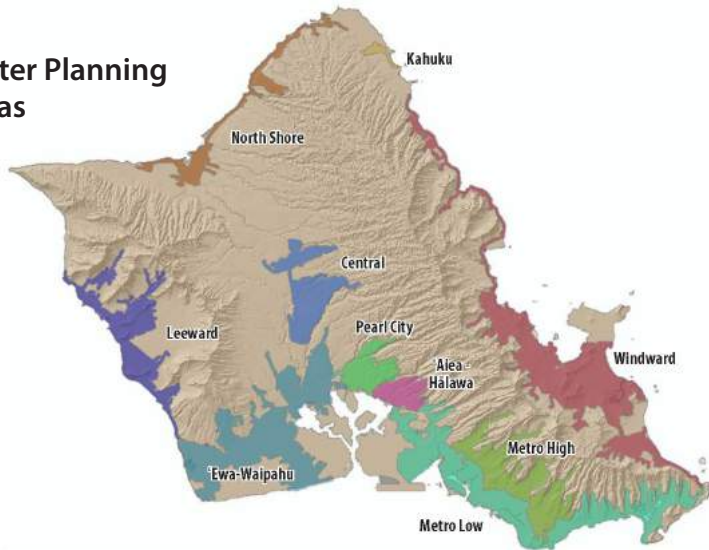 ter Planning
as
Kahuku
North Shore
Central
Leeward
Pearl City
'Aiea -
Hālawa
Windward
Metro High
'Ewa-Waipahu
Metro Low